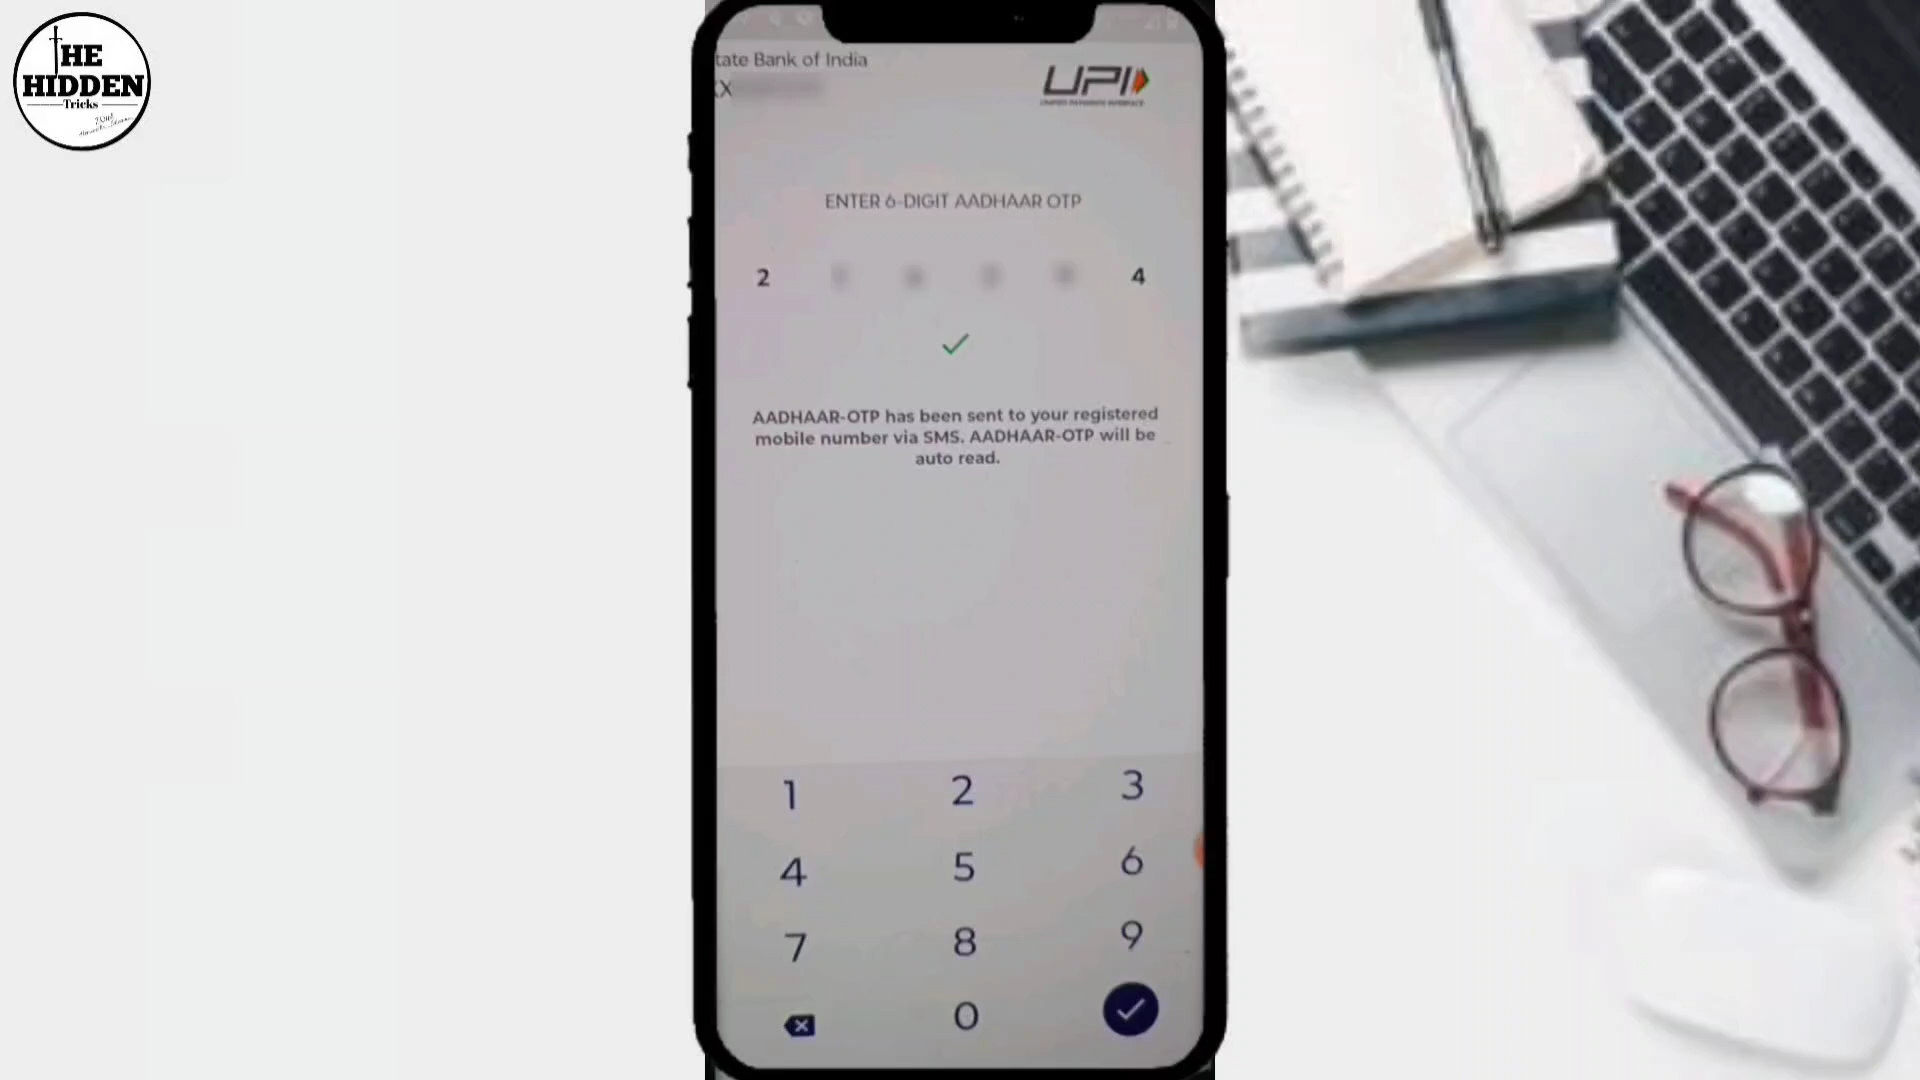 THE
HIDDEN
Tricks
tate Bank of India
UPI
UNIFIED PAYMENTS INTERFACE
ENTER 6-DIGIT AADHAAR OTP
2 4
AADHAAR-OTP has been sent to your registered
mobile number via SMS. AADHAAR-OTP will be
auto read.
1 2 3
4 5 6
7 8 9
0